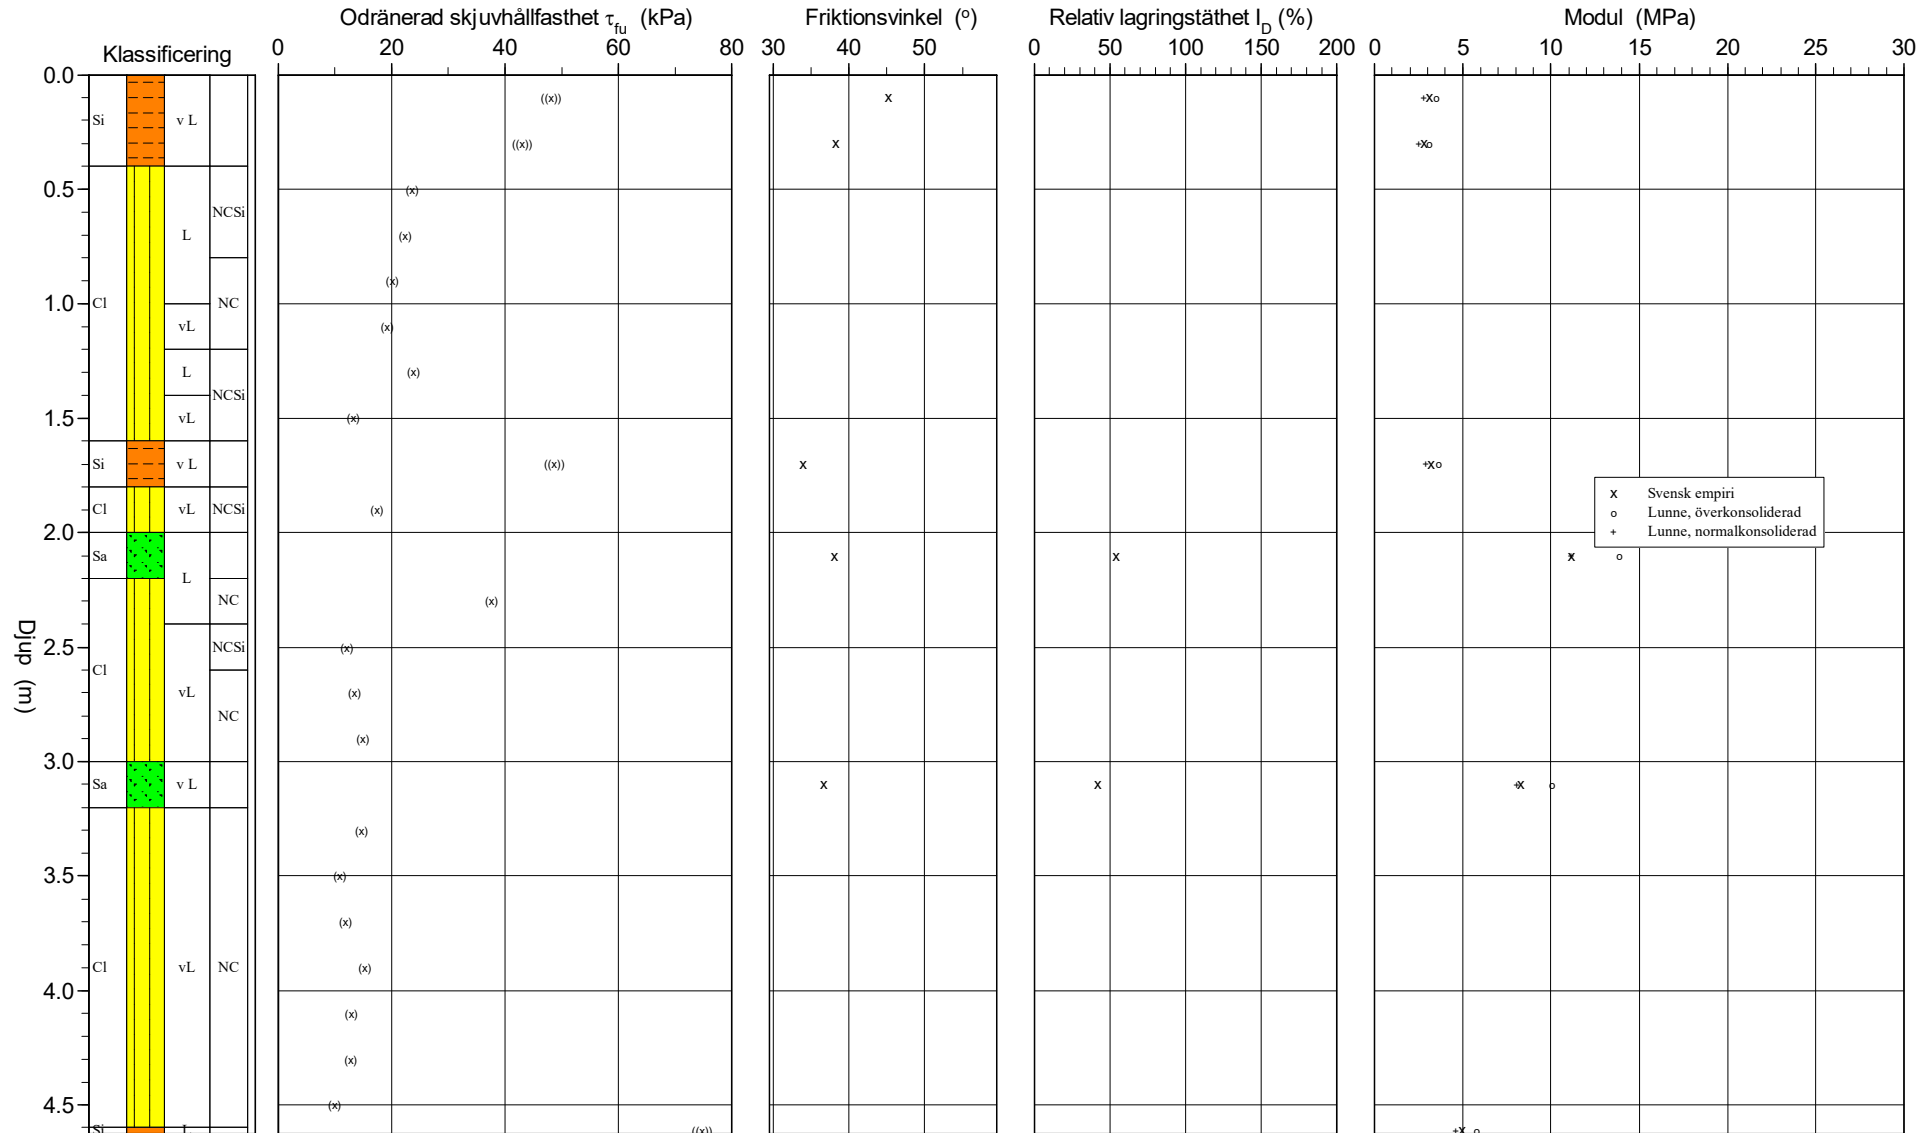 Odränerad skjuvhållfasthet τfu (kPa)
Friktionsvinkel (o)
Relativ lagringstäthet ID (%)
Modul (MPa)
Klassificering
0 20 40 60 80
30 40 50
0 50 100 150 200
0 5 10 15 20 25 30
Djup (m)
0.0
0.5
1.0
1.5
2.0
2.5
3.0
3.5
4.0
4.5
Si v L
L NCSi
Cl NC
vL
L
NCSi
vL
Si v L
Cl vL NCSi
Sa
L
NC
NCSi
Cl
vL
NC
Sa v L
Cl vL NC
Si L
x Svensk empiri
o Lunne, överkonsoliderad
+ Lunne, normalkonsoliderad